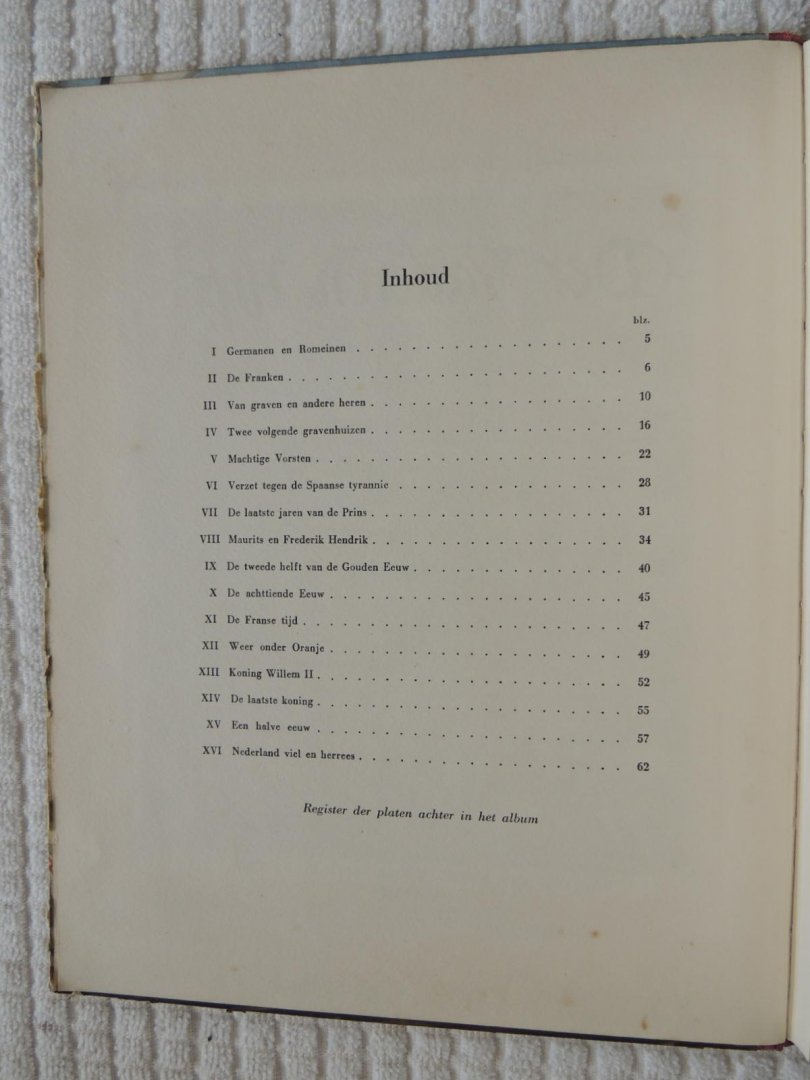 Inhoud
blz.
I Germanen en Romeinen . . . . . . . . . . . . . . . . . . . . 5
II De Franken . . . . . . . . . . . . . . . . . . . . . . . . . 6
III Van graven en andere heren . . . . . . . . . . . . . . . . . . . 10
IV Twee volgende gravenhuizen . . . . . . . . . . . . . . . . . . . 16
V Machtige Vorsten . . . . . . . . . . . . . . . . . . . . . . . 22
VI Verzet tegen de Spaanse tyrannie . . . . . . . . . . . . . . . . . 28
VII De laatste jaren van de Prins . . . . . . . . . . . . . . . . . . . 31
VIII Maurits en Frederik Hendrik . . . . . . . . . . . . . . . . . . . 34
IX De tweede helft van de Gouden Eeuw . . . . . . . . . . . . . . . . 40
X De achttiende Eeuw . . . . . . . . . . . . . . . . . . . . . . 45
XI De Franse tijd . . . . . . . . . . . . . . . . . . . . . . . . 47
XII Weer onder Oranje . . . . . . . . . . . . . . . . . . . . . . 49
XIII Koning Willem II . . . . . . . . . . . . . . . . . . . . . . . 52
XIV De laatste koning . . . . . . . . . . . . . . . . . . . . . . . 55
XV Een halve eeuw . . . . . . . . . . . . . . . . . . . . . . . 57
XVI Nederland viel en herrees . . . . . . . . . . . . . . . . . . . . 62
Register der platen achter in het album